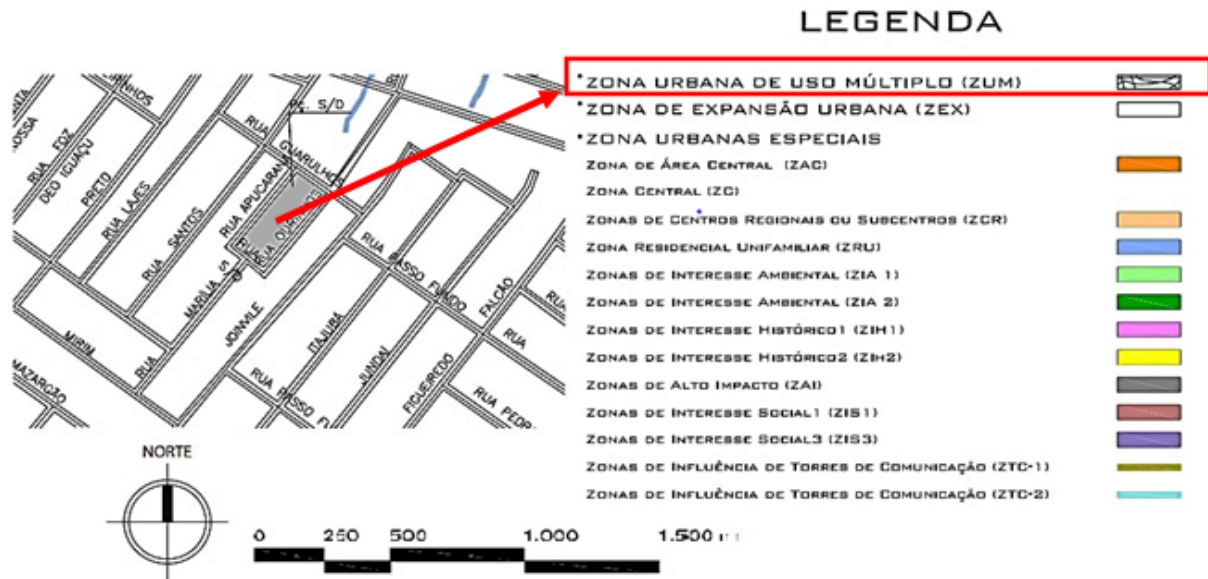 LEGENDA
ZONA URBANA DE USO MÚLTIPLO (ZUM)
ZONA DE EXPANSÃO URBANA (ZEX)
ZONA URBANAS ESPECIAIS
ZONA DE ÁREA CENTRAL (ZAC)
ZONA CENTRAL (ZC)
ZONAS DE CENTROS REGIONAIS OU SUBCENTROS (ZCR)
ZONA RESIDENCIAL UNIFAMILIAR (ZRU)
ZONAS DE INTERESSE AMBIENTAL (ZIA 1)
ZONAS DE INTERESSE AMBIENTAL (ZIA 2)
ZONAS DE INTERESSE HISTÓRICO1 (ZIH1)
ZONAS DE INTERESSE HISTÓRICO2 (ZIH2)
ZONAS DE ALTO IMPACTO (ZAI)
ZONAS DE INTERESSE SOCIAL1 (ZIS1)
ZONAS DE INTERESSE SOCIAL3 (ZIS3)
ZONAS DE INFLUÊNCIA DE TORRES DE COMUNICAÇÃO (ZTC-1)
ZONAS DE INFLUÊNCIA DE TORRES DE COMUNICAÇÃO (ZTC-2)
PÇ. S/D
RUA FOZ
DEO IGUAÇU
PRETO
RUA LAJES
RUA SANTOS
RUA APUCARANA
RUA GUARULHOS
RUA MARÍLIA
JOINVILE
ITAJUBA
JUNDAÍ
RUA PASSO FUNDO
FIGUEIREDO FALCÃO
RUA
RUA PASSO
RUA PEDR
MIRIM
MAZARGÃO
NORTE
0 250 500 1.000 1.500